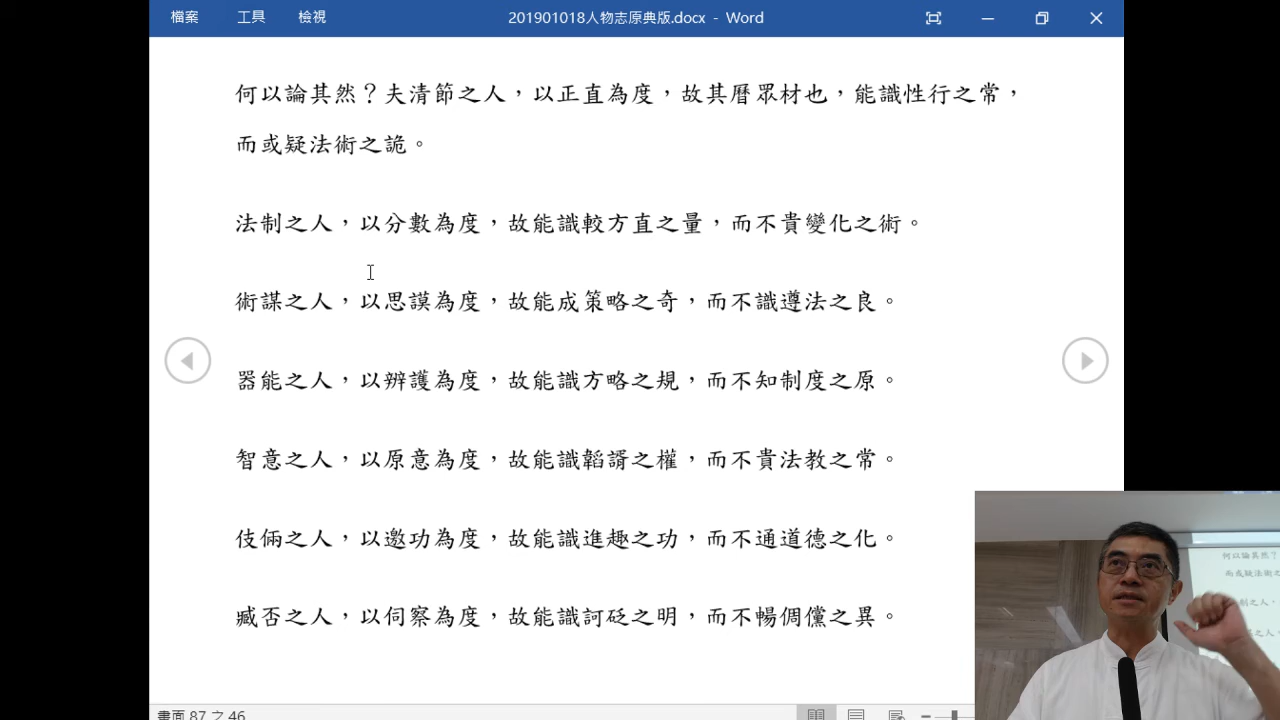 檔案 工具 檢視 201901018人物志原典版.docx - Word
何以論其然？夫清節之人，以正直為度，故其曆眾材也，能識性行之常，
而或疑法術之詭。
法制之人，以分數為度，故能識較方直之量，而不貴變化之術。
術謀之人，以思謨為度，故能成策略之奇，而不識遵法之良。
器能之人，以辨護為度，故能識方略之規，而不知制度之原。
智意之人，以原意為度，故能識韜諝之權，而不貴法教之常。
伎倆之人，以邀功為度，故能識進趣之功，而不通道德之化。
臧否之人，以伺察為度，故能識訶砭之明，而不暢倜儻之異。
何以論其然？
而或疑法術之
畫面 87 之 46